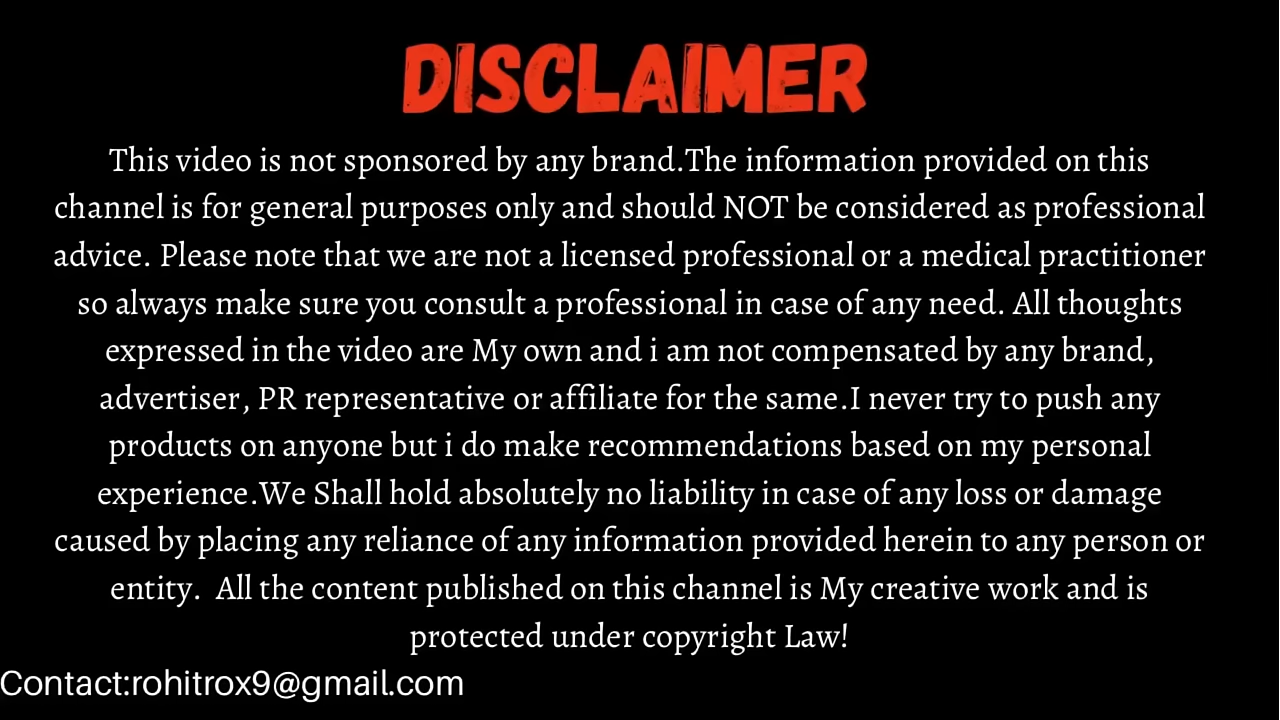 DISCLAIMER
This video is not sponsored by any brand.The information provided on this
channel is for general purposes only and should NOT be considered as professional
advice. Please note that we are not a licensed professional or a medical practitioner
so always make sure you consult a professional in case of any need. All thoughts
expressed in the video are My own and i am not compensated by any brand,
advertiser, PR representative or affiliate for the same.I never try to push any
products on anyone but i do make recommendations based on my personal
experience.We Shall hold absolutely no liability in case of any loss or damage
caused by placing any reliance of any information provided herein to any person or
entity.  All the content published on this channel is My creative work and is
protected under copyright Law!
Contact:rohitrox9@gmail.com